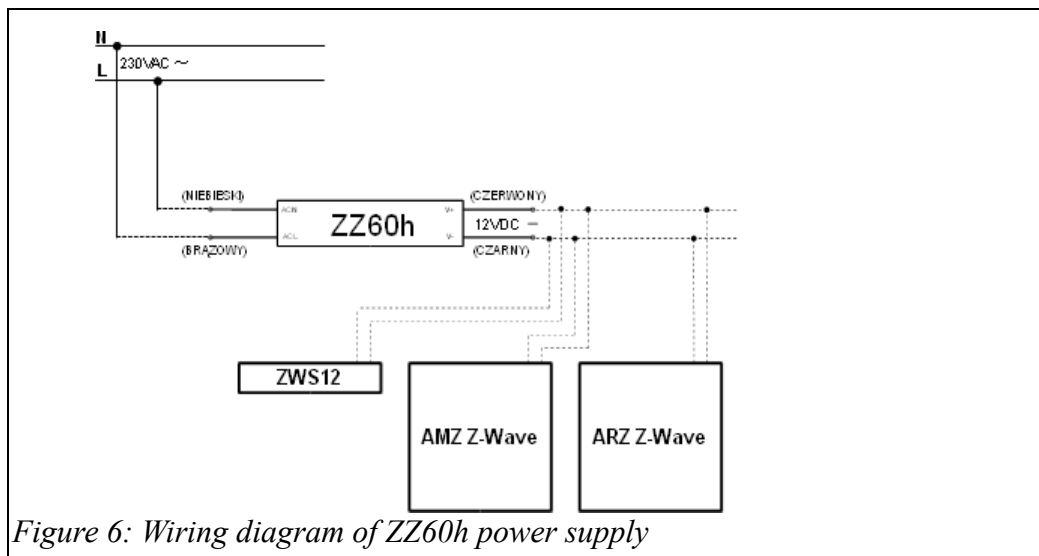 N
230VAC ~
L
(NIEBIESKI)
(CZERWONY)
ACN
V+
ZZ60h
12VDC
ACL
V-
(BRĄZOWY)
(CZARNY)
ZWS12
AMZ Z-Wave
ARZ Z-Wave
Figure 6: Wiring diagram of ZZ60h power supply